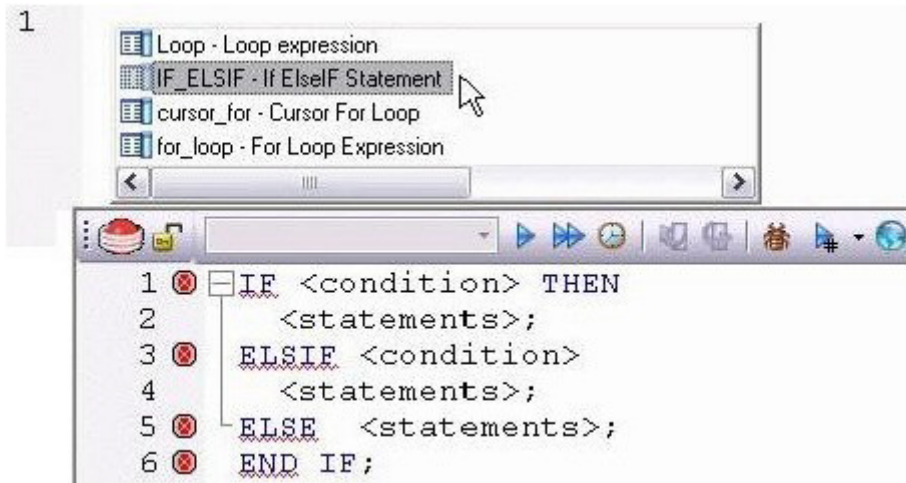 1
Loop - Loop expression
IF_ELSIF - If ElseIF Statement
cursor_for - Cursor For Loop
for_loop - For Loop Expression
1 IF <condition> THEN
2 <statements>;
3 ELSIF <condition>
4 <statements>;
5 ELSE <statements>;
6 END IF;